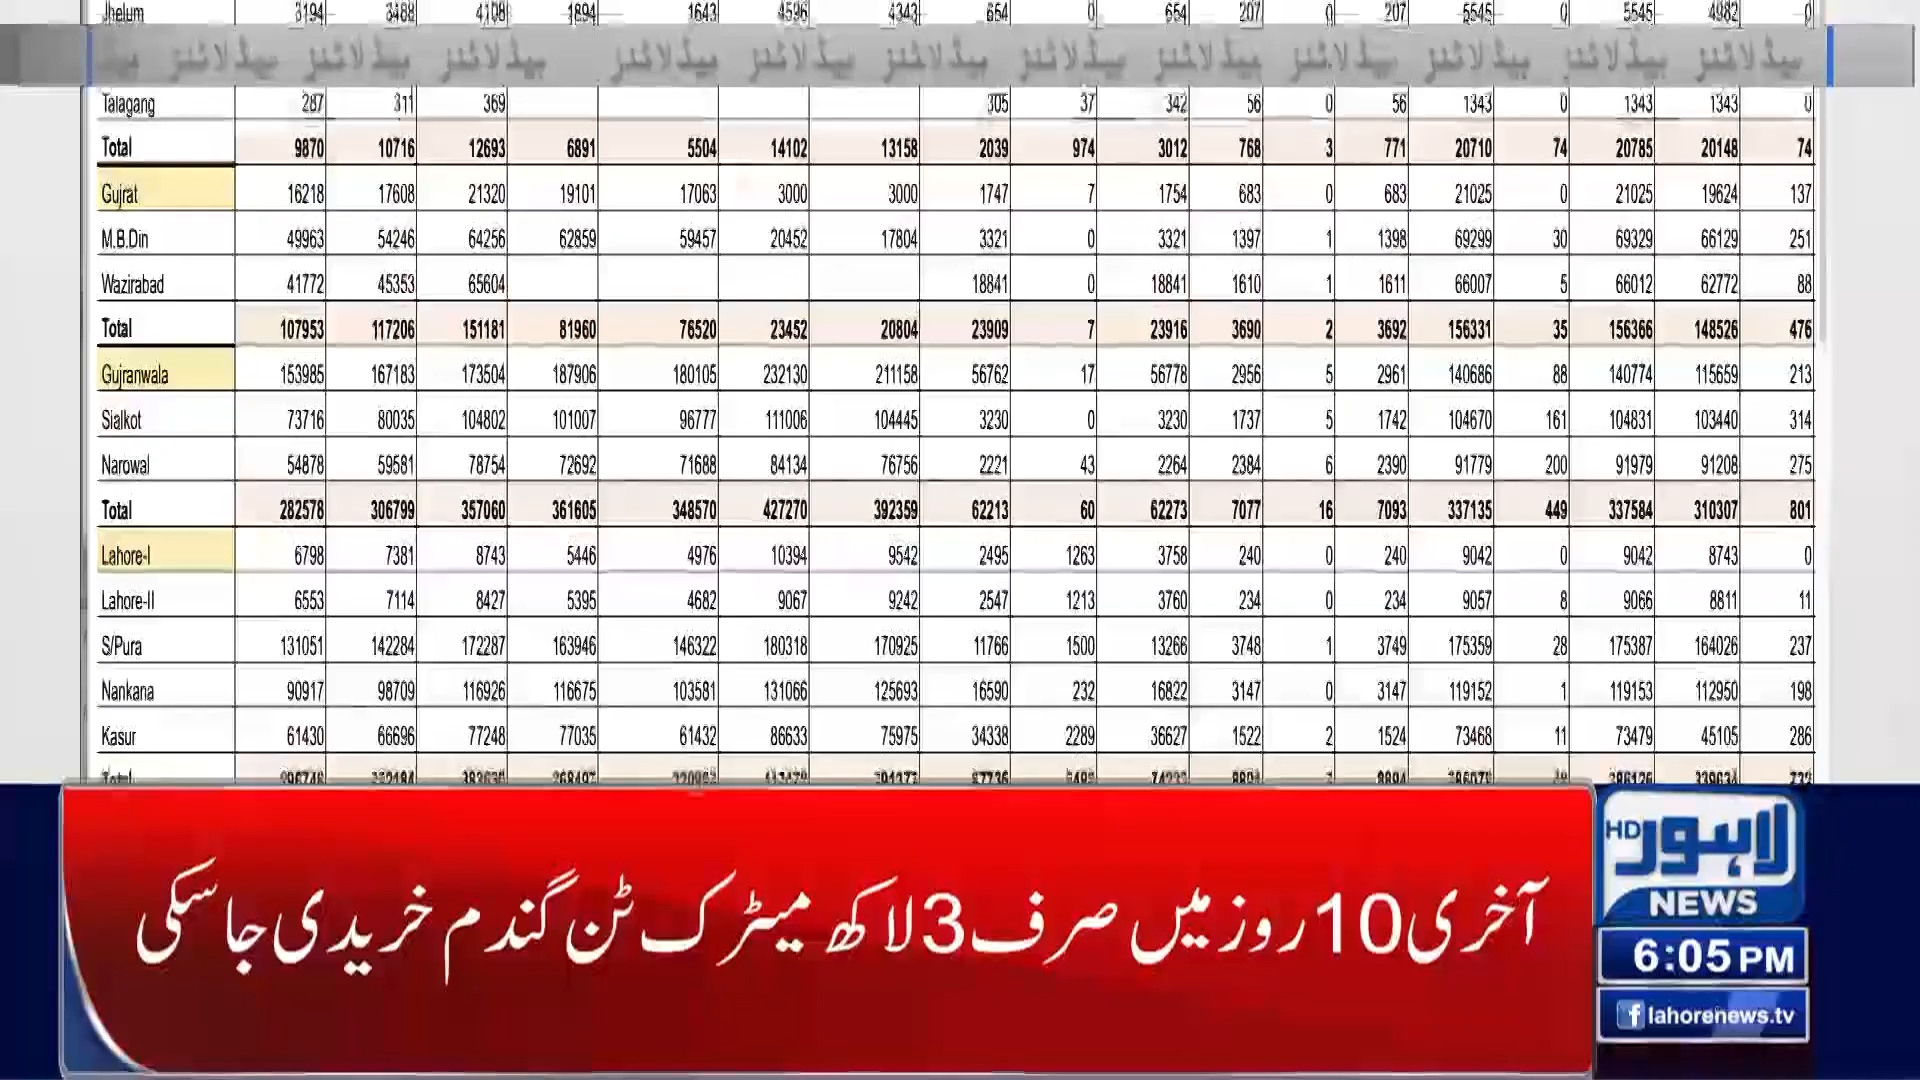 Jhelum 3194 3488 4108 1894 1643 4596 4343 654 0 654 207 0 207 5545 0 5545 4982 0
ہیڈلائنز ہیڈلائنز ہیڈلائنز ہیڈلائنز ہیڈلائنز ہیڈلائنز ہیڈلائنز ہیڈلائنز ہیڈلائنز ہیڈلائنز ہیڈلائنز ہیڈلائنز
Talagang 287 311 369 305 37 342 56 0 56 1343 0 1343 1343 0
Total 9870 10716 12693 6891 5504 14102 13158 2039 974 3012 768 3 771 20710 74 20785 20148 74
Gujrat 16218 17608 21320 19101 17063 3000 3000 1747 7 1754 683 0 683 21025 0 21025 19624 137
M.B.Din 49963 54246 64256 62859 59457 20452 17804 3321 0 3321 1397 1 1398 69299 30 69329 66129 251
Wazirabad 41772 45353 65604 18841 0 18841 1610 1 1611 66007 5 66012 62772 88
Total 107953 117206 151181 81960 76520 23452 20804 23909 7 23916 3690 2 3692 156331 35 156366 148526 476
Gujranwala 153985 167183 173504 187906 180105 232130 211158 56762 17 56778 2956 5 2961 140686 88 140774 115659 213
Sialkot 73716 80035 104802 101007 96777 111006 104445 3230 0 3230 1737 5 1742 104670 161 104831 103440 314
Narowal 54878 59581 78754 72692 71688 84134 76756 2221 43 2264 2384 6 2390 91779 200 91979 91208 275
Total 282578 306799 357060 361605 348570 427270 392359 62213 60 62273 7077 16 7093 337135 449 337584 310307 801
Lahore-I 6798 7381 8743 5446 4976 10394 9542 2495 1263 3758 240 0 240 9042 0 9042 8743 0
Lahore-II 6553 7114 8427 5395 4682 9067 9242 2547 1213 3760 234 0 234 9057 8 9066 8811 11
S/Pura 131051 142284 172287 163946 146322 180318 170925 11766 1500 13266 3748 1 3749 175359 28 175387 164026 237
Nankana 90917 98709 116926 116675 103581 131066 125693 16590 232 16822 3147 0 3147 119152 1 119153 112950 198
Kasur 61430 66696 77248 77035 61432 86633 75975 34338 2289 36627 1522 2 1524 73468 11 73479 45105 286
Total
آخری 10 روز میں صرف 3 لاکھ میٹرک ٹن گندم خریدی جا سکی
لاہور HD
NEWS
6:05 PM
f lahorenews.tv